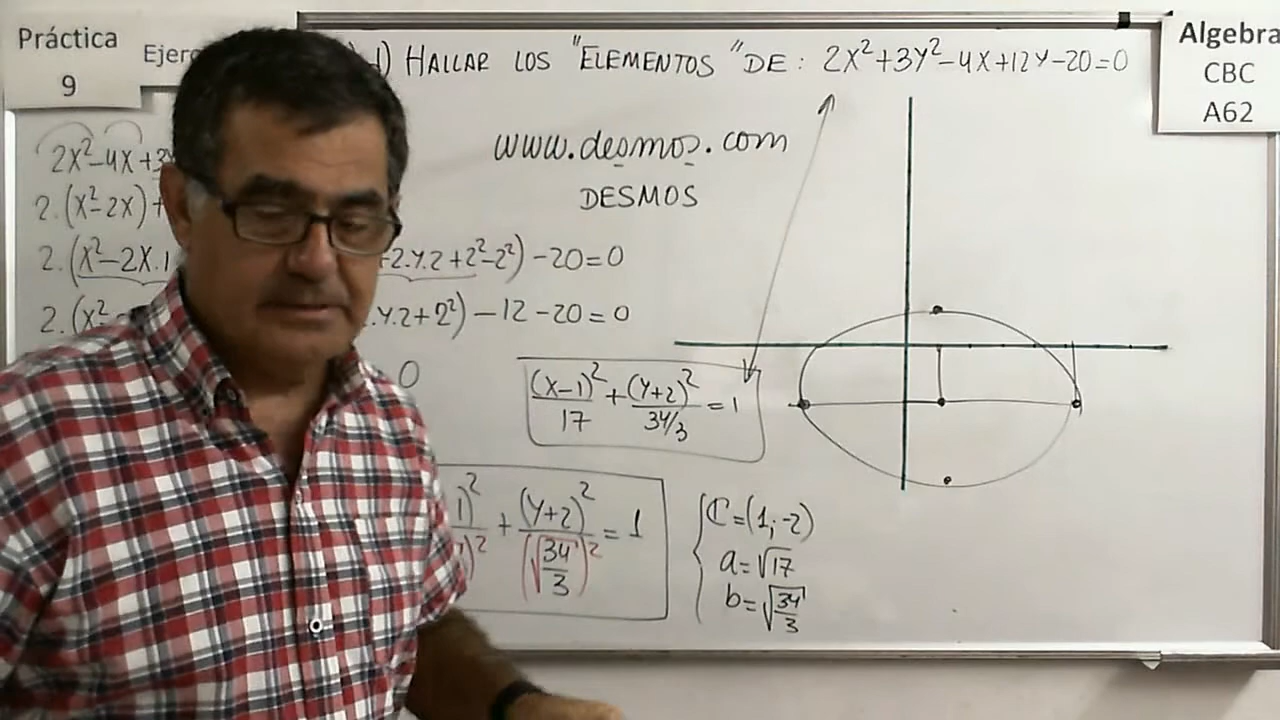 Práctica
9
1) HALLAR LOS "ELEMENTOS" DE: 2X²+3Y²-4X+12Y-20=0
Algebra
CBC
A62
www.desmos.com
DESMOS
2X²-4X+3
2.(X²-2X)+
2.(X²-2X.1 +2.Y.2+2²-2²)-20=0
2.(X² .Y.2+2²)-12-20=0
0
(X-1)²/17 + (Y+2)²/34/3 = 1
1)²/)² + (Y+2)²/(√34/3)² = 1
C=(1;-2)
a=√17
b=√34/3